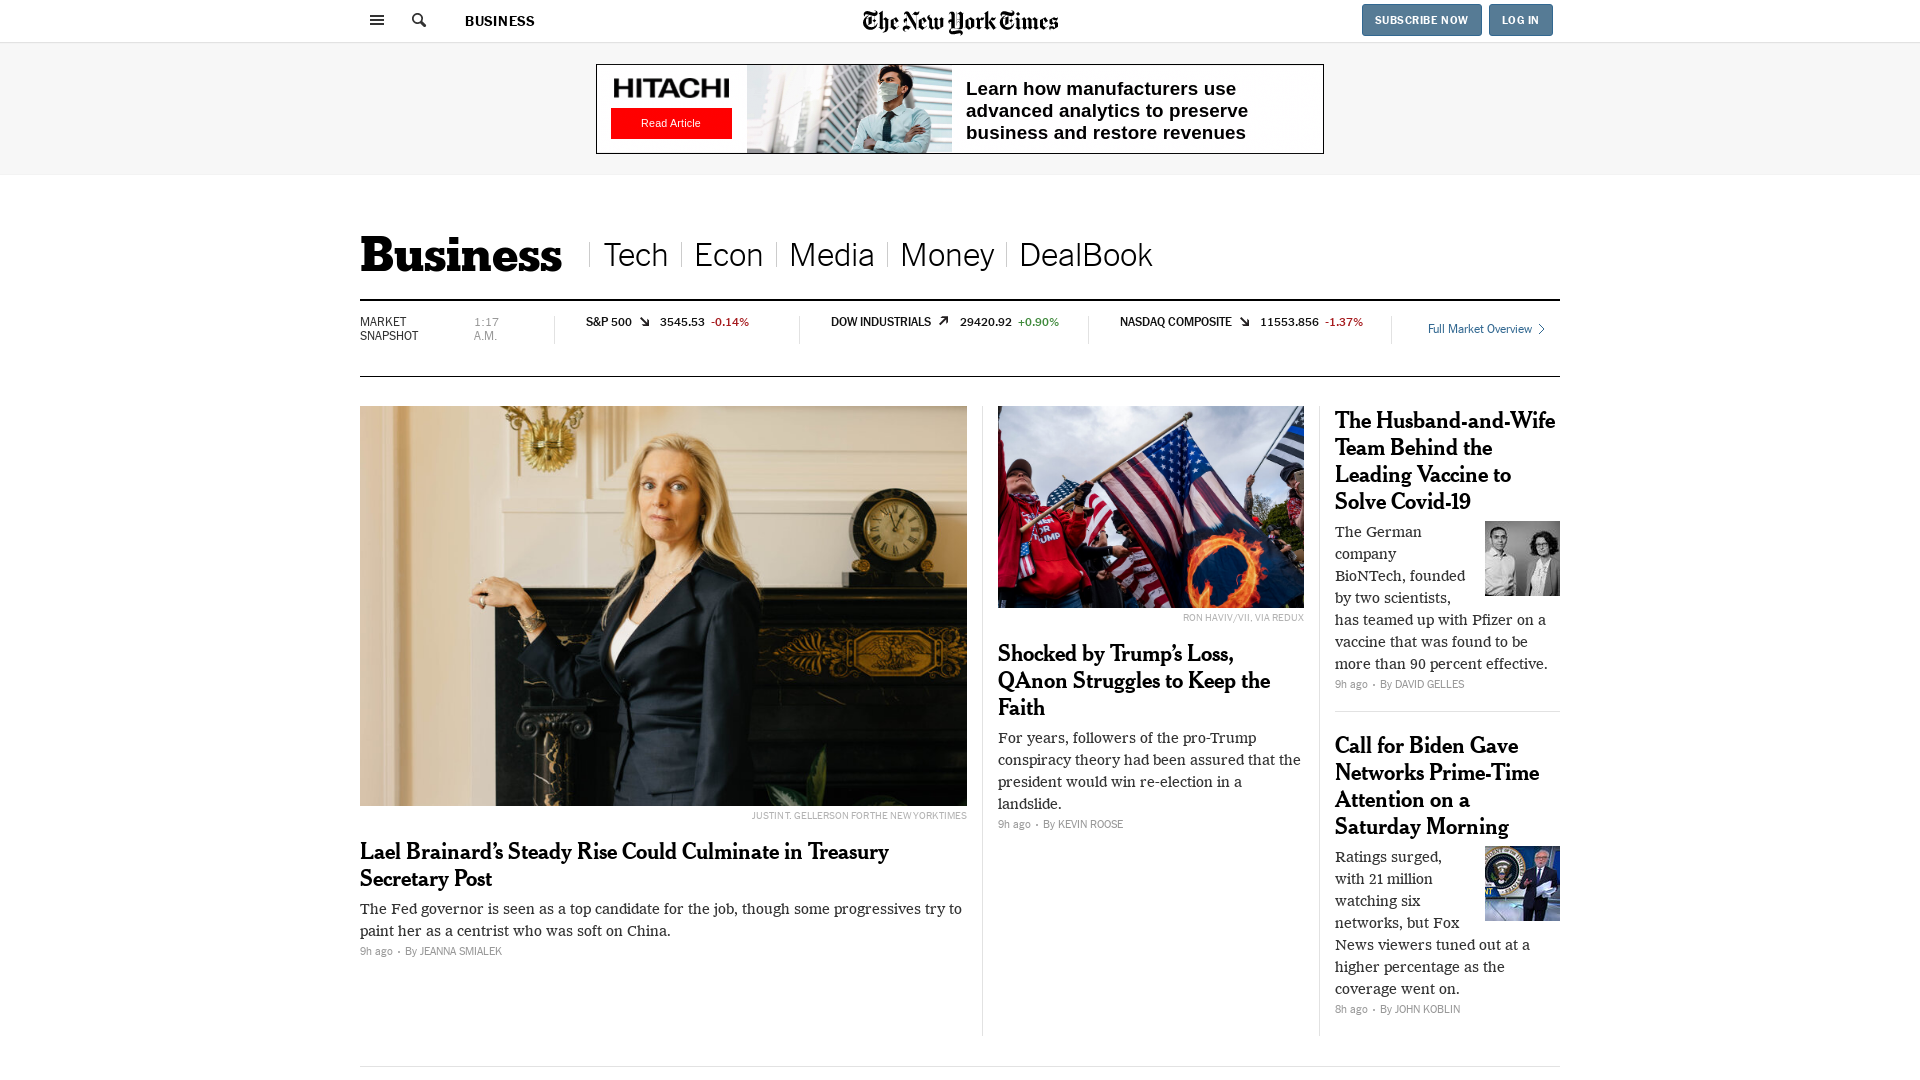 BUSINESS
The New York Times
SUBSCRIBE NOW
LOG IN
HITACHI
Read Article
Learn how manufacturers use
advanced analytics to preserve
business and restore revenues
Business
Tech
Econ
Media
Money
DealBook
MARKET
SNAPSHOT
1:17
A.M.
S&P 500 3545.53 -0.14%
DOW INDUSTRIALS 29420.92 +0.90%
NASDAQ COMPOSITE 11553.856 -1.37%
Full Market Overview
JUSTIN T. GELLERSON FOR THE NEW YORK TIMES
Lael Brainard’s Steady Rise Could Culminate in Treasury
Secretary Post
The Fed governor is seen as a top candidate for the job, though some progressives try to
paint her as a centrist who was soft on China.
9h ago • By JEANNA SMIALEK
TRUMP
RON HAVIV/VII, VIA REDUX
Shocked by Trump’s Loss,
QAnon Struggles to Keep the
Faith
For years, followers of the pro-Trump
conspiracy theory had been assured that the
president would win re-election in a
landslide.
9h ago • By KEVIN ROOSE
The Husband-and-Wife
Team Behind the
Leading Vaccine to
Solve Covid-19
The German
company
BioNTech, founded
by two scientists,
has teamed up with Pfizer on a
vaccine that was found to be
more than 90 percent effective.
9h ago • By DAVID GELLES
Call for Biden Gave
Networks Prime-Time
Attention on a
Saturday Morning
Ratings surged,
with 21 million
watching six
networks, but Fox
News viewers tuned out at a
higher percentage as the
coverage went on.
8h ago • By JOHN KOBLIN